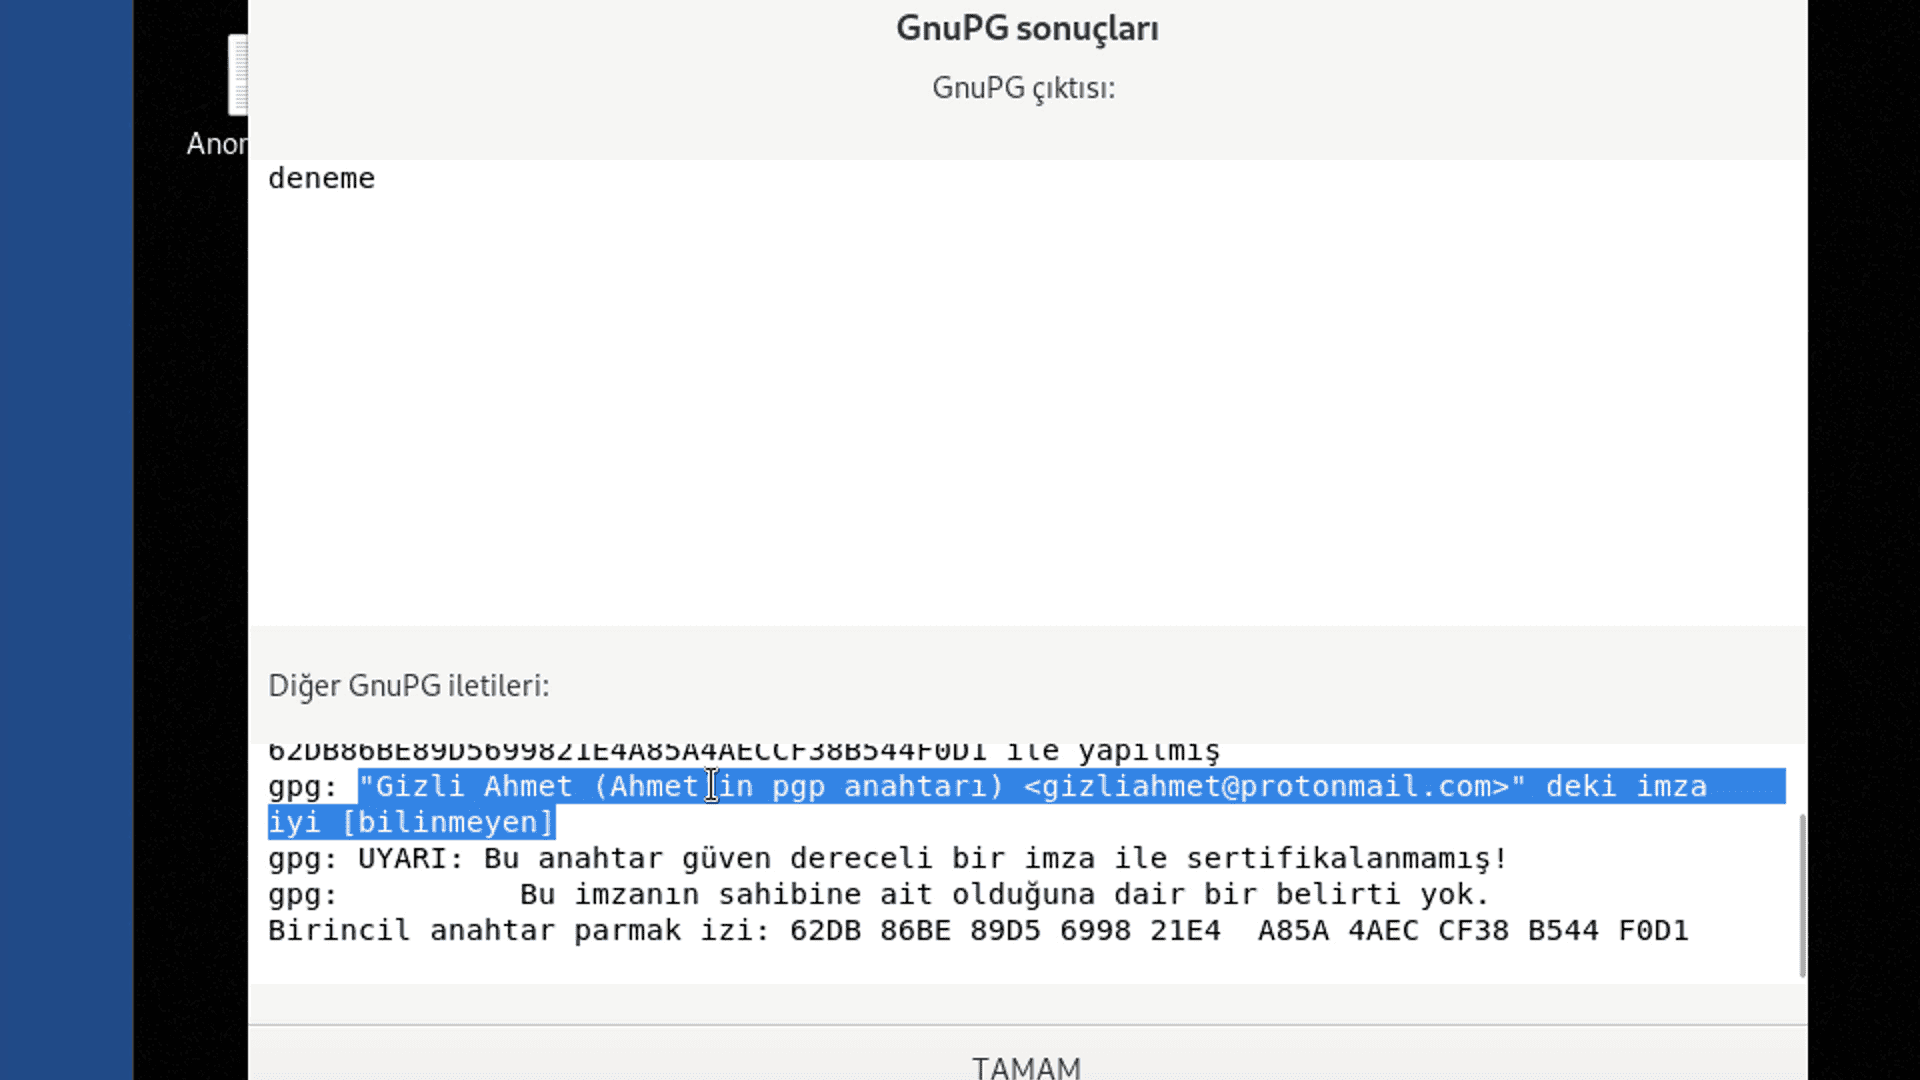 GnuPG sonuçları
GnuPG çıktısı:
Anon
deneme
Diğer GnuPG iletileri:
62DB86BE89D5699821E4A85A4AECCF38B544F0D1 ile yapılmış
gpg: "Gizli Ahmet (Ahmet'in pgp anahtarı) <gizliahmet@protonmail.com>" deki imza
iyi [bilinmeyen]
gpg: UYARI: Bu anahtar güven dereceli bir imza ile sertifikalanmamış!
gpg:          Bu imzanın sahibine ait olduğuna dair bir belirti yok.
Birincil anahtar parmak izi: 62DB 86BE 89D5 6998 21E4  A85A 4AEC CF38 B544 F0D1
TAMAM